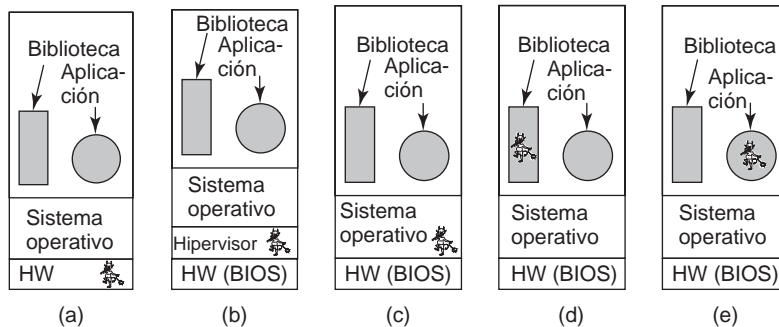 Biblioteca
Aplica-
ción
Sistema
operativo
HW
(a)
Biblioteca
Aplica-
ción
Sistema
operativo
Hipervisor
HW (BIOS)
(b)
Biblioteca
Aplica-
ción
Sistema
operativo
HW (BIOS)
(c)
Biblioteca
Aplica-
ción
Sistema
operativo
HW (BIOS)
(d)
Biblioteca
Aplica-
ción
Sistema
operativo
HW (BIOS)
(e)